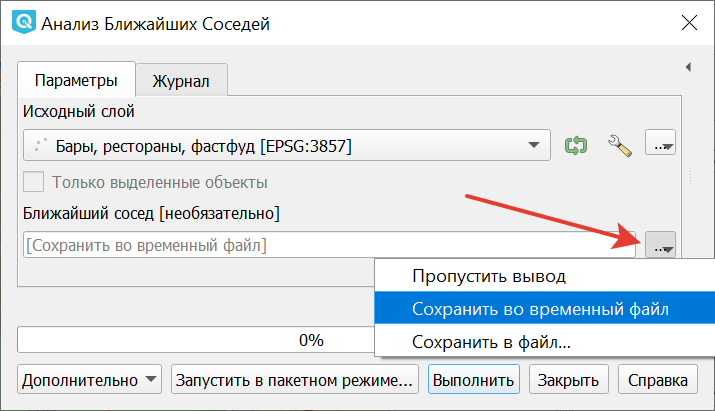 Анализ Ближайших Соседей
Параметры
Журнал
Исходный слой
Бары, рестораны, фастфуд [EPSG:3857]
...
Только выделенные объекты
Ближайший сосед [необязательно]
[Сохранить во временный файл]
...
Пропустить вывод
Сохранить во временный файл
Сохранить в файл...
0%
Дополнительно
Запустить в пакетном режиме...
Выполнить
Закрыть
Справка